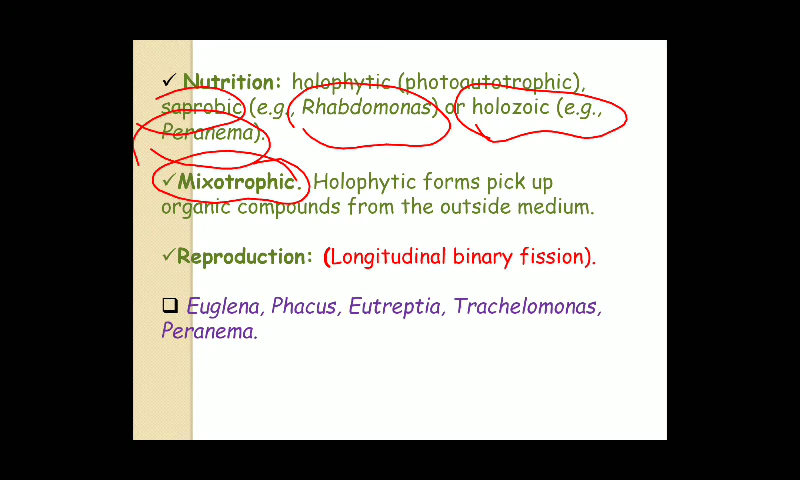 ✓ Nutrition: holophytic (photoautotrophic),
saprobic (e.g., Rhabdomonas) or holozoic (e.g.,
Peranema).
✓Mixotrophic. Holophytic forms pick up
organic compounds from the outside medium.
✓Reproduction: (Longitudinal binary fission).
❑ Euglena, Phacus, Eutreptia, Trachelomonas,
Peranema.